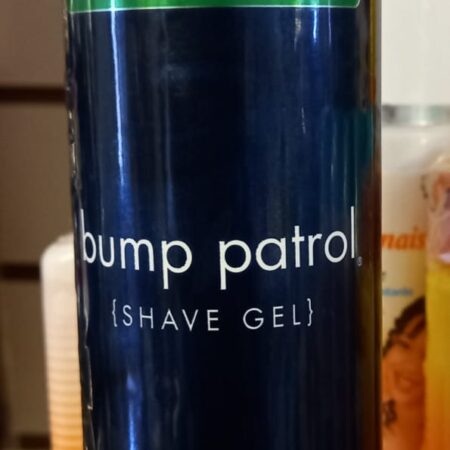 bump patrol
{SHAVE GEL}